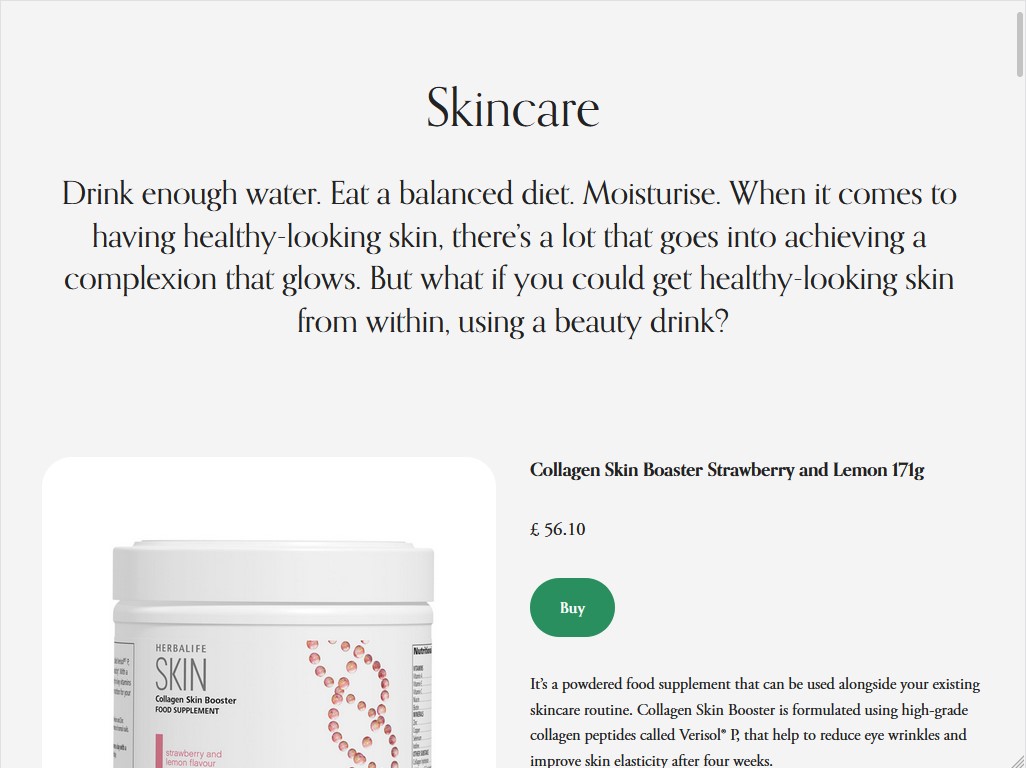 Skincare
Drink enough water. Eat a balanced diet. Moisturise. When it comes to
having healthy-looking skin, there's a lot that goes into achieving a
complexion that glows. But what if you could get healthy-looking skin
from within, using a beauty drink?
Collagen Skin Boaster Strawberry and Lemon 171g
£ 56.10
Buy
It's a powdered food supplement that can be used alongside your existing
skincare routine. Collagen Skin Booster is formulated using high-grade
collagen peptides called Verisol® P, that help to reduce eye wrinkles and
improve skin elasticity after four weeks.
HERBALIFE
SKIN
Collagen Skin Booster
FOOD SUPPLEMENT
strawberry and
lemon flavour